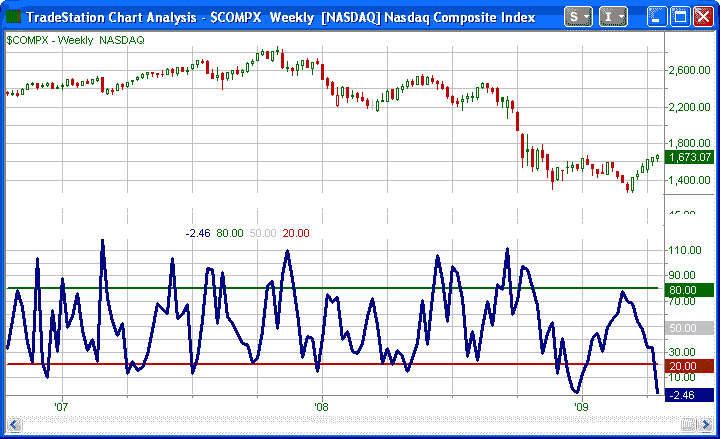 TradeStation Chart Analysis - $COMPX Weekly [NASDAQ] Nasdaq Composite Index
S
I
$COMPX - Weekly NASDAQ
2,600.00
2,200.00
1,800.00
1,673.07
1,400.00
-2.46 80.00 50.00 20.00
110.00
90.00
80.00
70.00
50.00
30.00
20.00
10.00
-2.46
'07 '08 '09